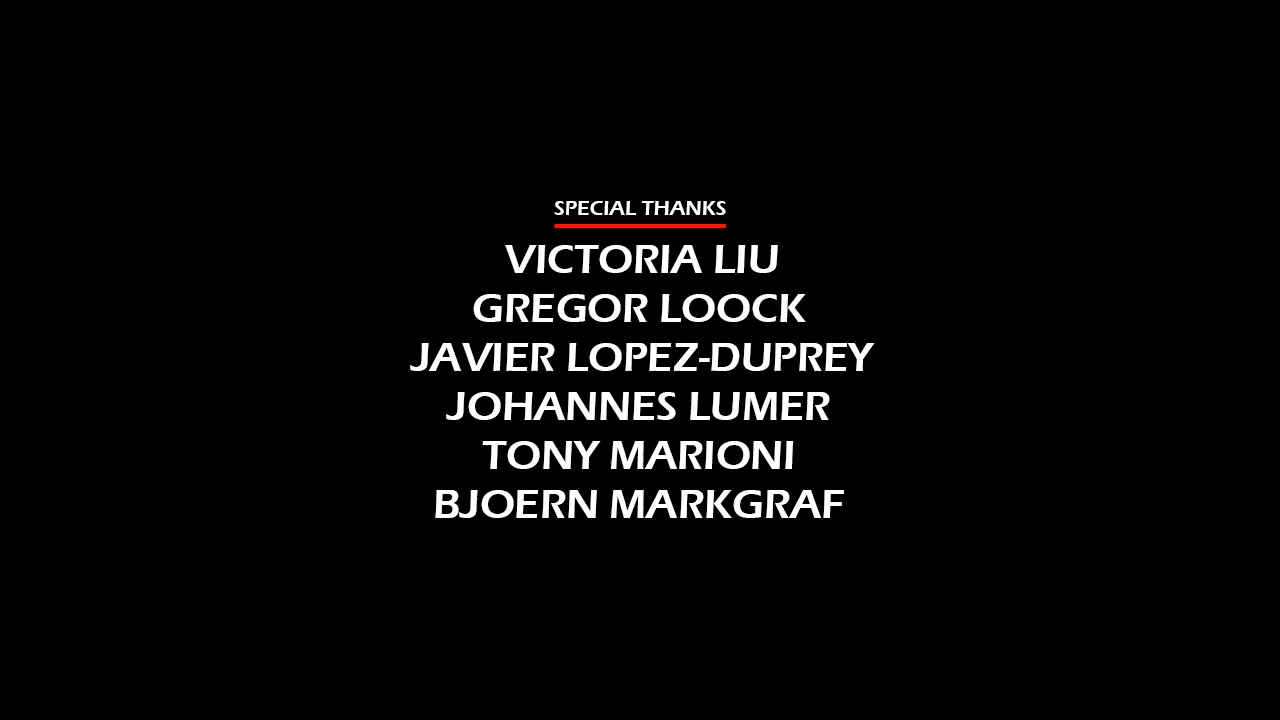 SPECIAL THANKS
VICTORIA LIU
GREGOR LOOCK
JAVIER LOPEZ-DUPREY
JOHANNES LUMER
TONY MARIONI
BJOERN MARKGRAF